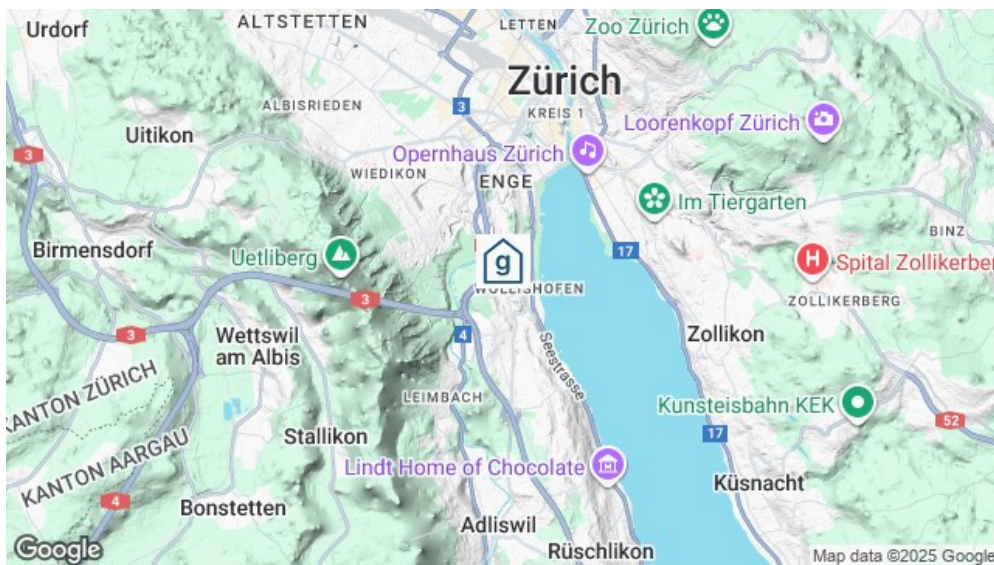 Urdorf
ALTSTETTEN
LETTEN
Zoo Zürich
Zürich
KREIS 1
ALBISRIEDEN
3
Loorenkopf Zürich
Uitikon
3
Opernhaus Zürich
WIEDIKON
ENGE
Im Tiergarten
Birmensdorf
Uetliberg
g
17
BINZ
H
Spital Zollikerber
WOLLISHOFEN
ZOLLIKERBERG
3
3
4
Wettswil
am Albis
Zollikon
Seestrasse
KANTON ZÜRICH
LEIMBACH
Kunsteisbahn KEK
52
KANTON AARGAU
Stallikon
17
Lindt Home of Chocolate
Küsnacht
4
Bonstetten
Adliswil
Rüschlikon
Google
Map data ©2025 Google